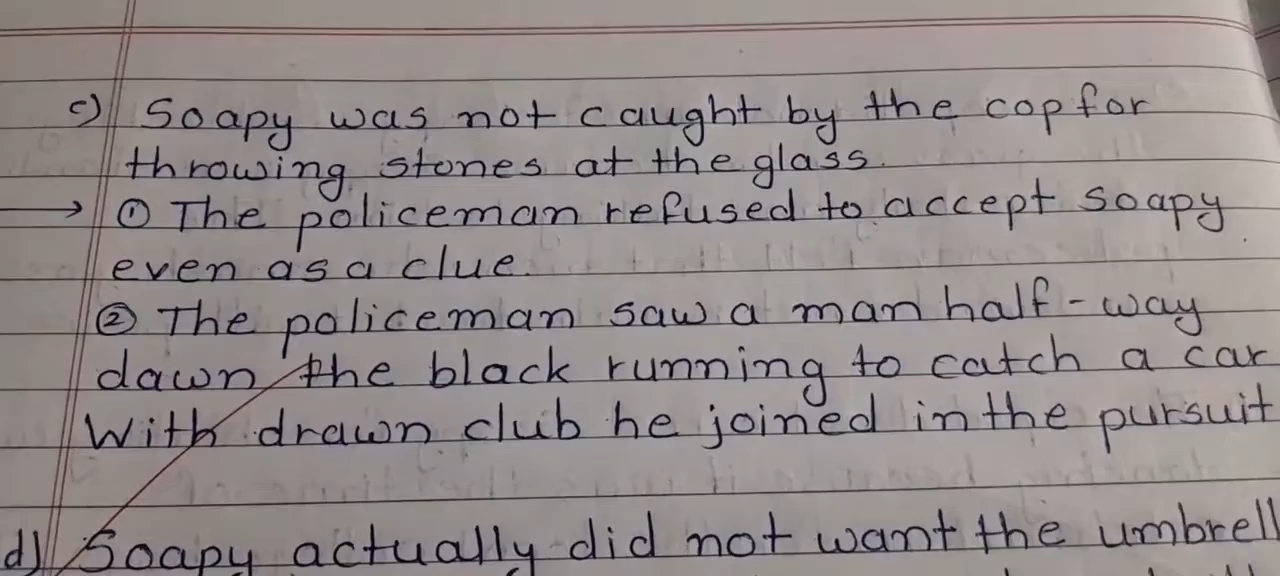 c) Soapy was not caught by the cop for
throwing stones at the glass.
→ ① The policeman refused to accept soapy
even as a clue.
② The policeman saw a man half-way
dawn the black running to catch a car
With drawn club he joined in the pursuit
d) Soapy actually did not want the umbrell